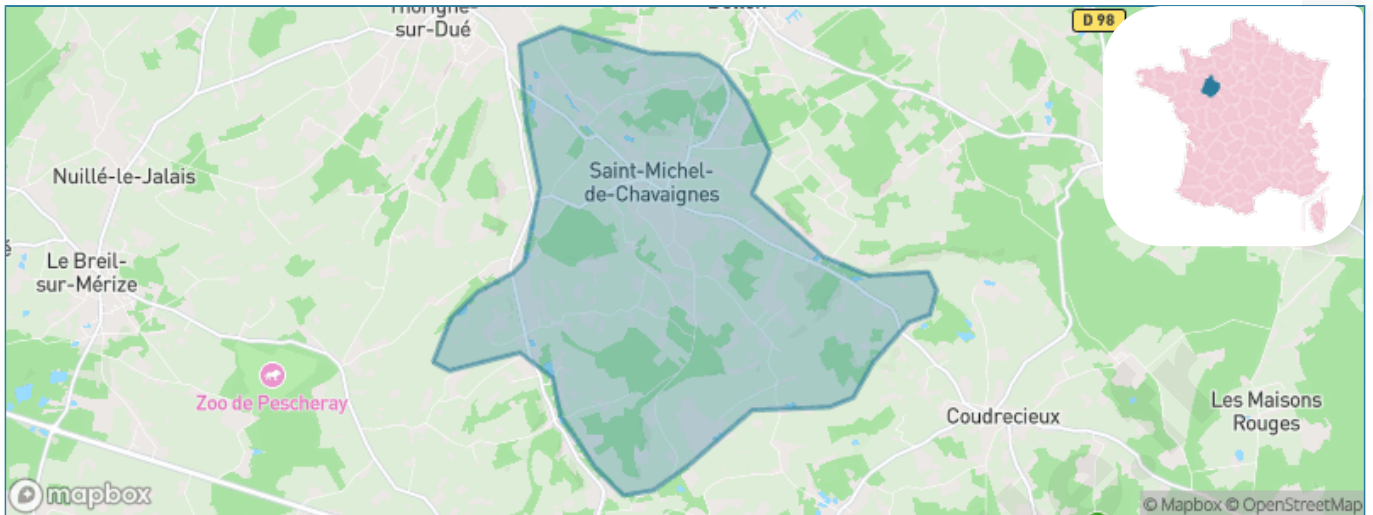 sur-Dué
D 98
Saint-Michel-
de-Chavaignes
Nuillé-le-Jalais
Le Breil-
sur-Mérize
Zoo de Pescheray
Coudrecieux
Les Maisons
Rouges
mapbox
© Mapbox © OpenStreetMap